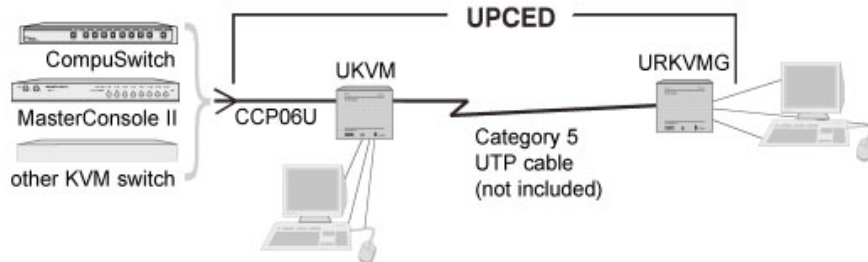 UPCED
CompuSwitch
MasterConsole II
other KVM switch
CCP06U
UKVM
Category 5
UTP cable
(not included)
URKVMG